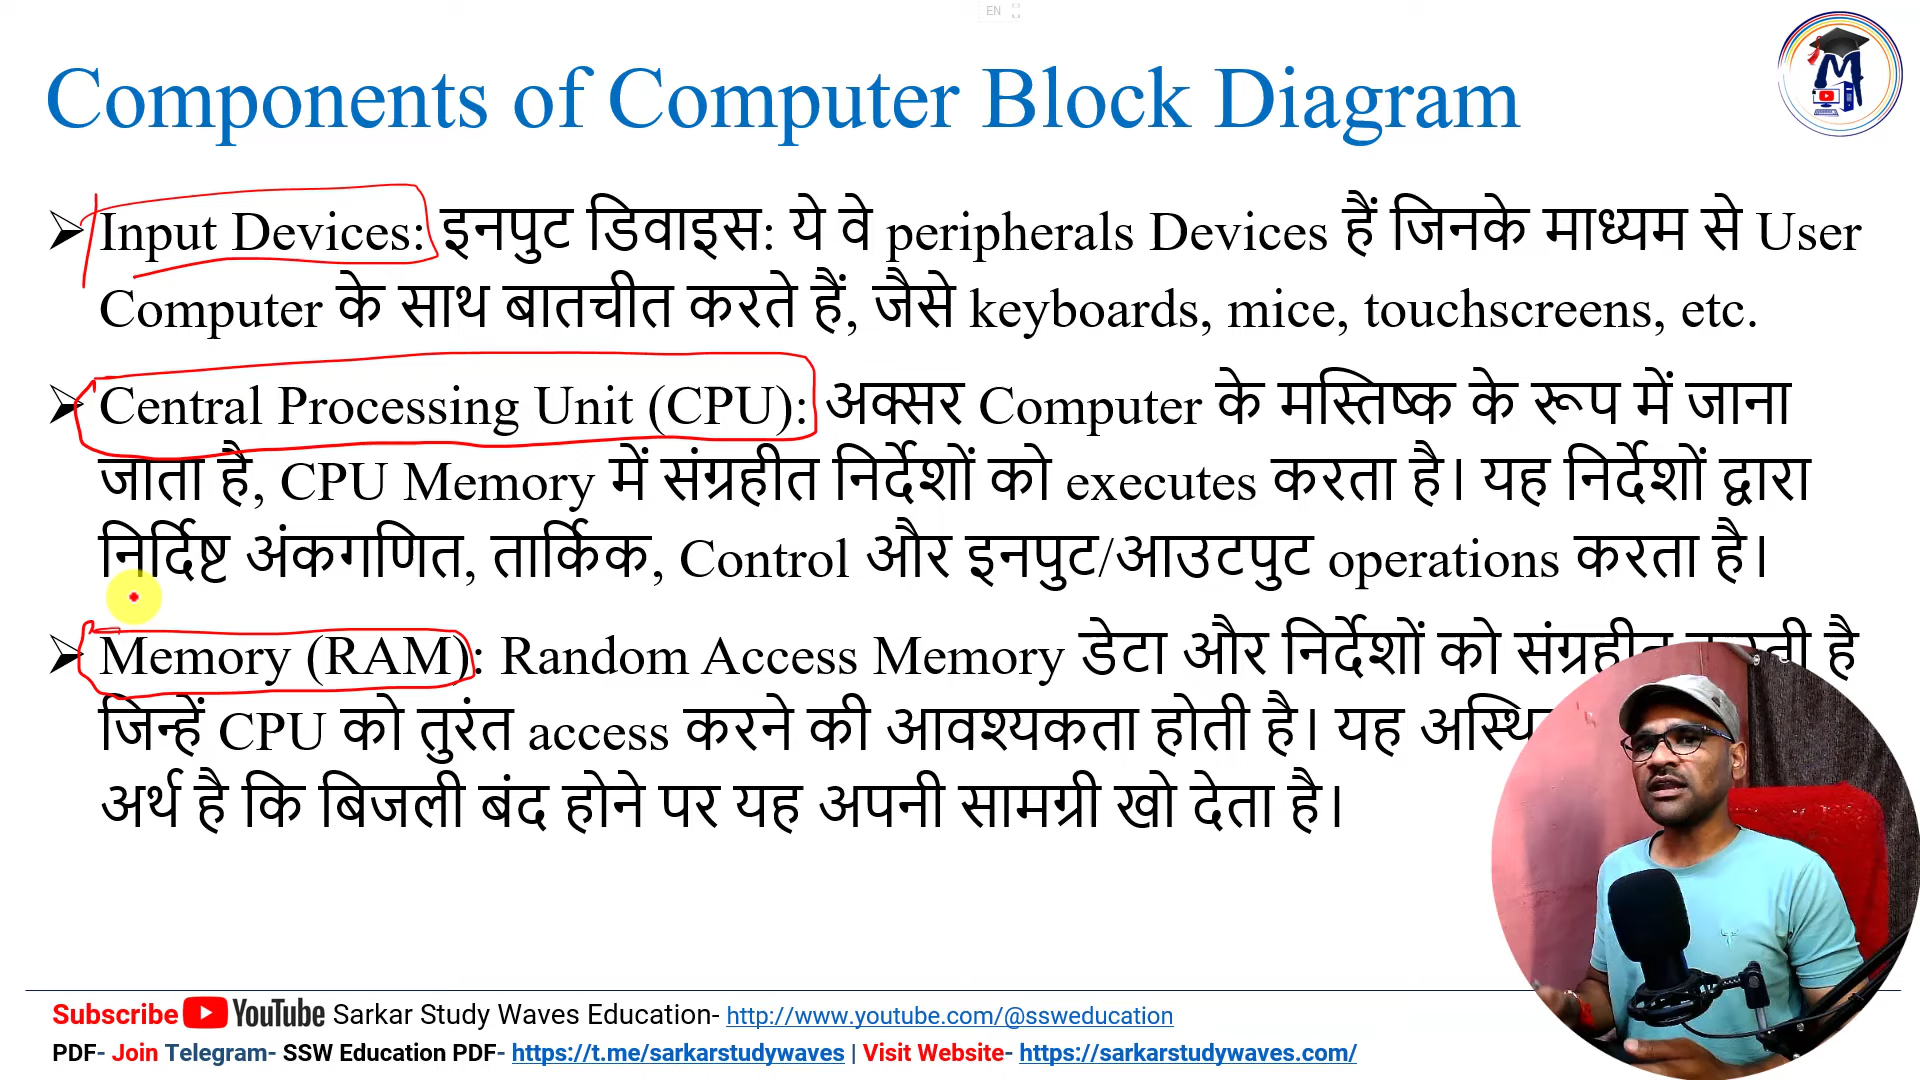 EN
Components of Computer Block Diagram
Input Devices: इनपुट डिवाइस: ये वे peripherals Devices हैं जिनके माध्यम से User
Computer के साथ बातचीत करते हैं, जैसे keyboards, mice, touchscreens, etc.
Central Processing Unit (CPU): अक्सर Computer के मस्तिष्क के रूप में जाना
जाता है, CPU Memory में संग्रहीत निर्देशों को executes करता है। यह निर्देशों द्वारा
निर्दिष्ट अंकगणित, तार्किक, Control और इनपुट/आउटपुट operations करता है।
Memory (RAM): Random Access Memory डेटा और निर्देशों को है
जिन्हें CPU को तुरंत access करने की आवश्यकता होती है। यह
अर्थ है कि बिजली बंद होने पर यह अपनी सामग्री खो देता है।
Subscribe YouTube Sarkar Study Waves Education- http://www.youtube.com/@ssweducation
PDF- Join Telegram- SSW Education PDF- https://t.me/sarkarstudywaves | Visit Website- https://sarkarstudywaves.com/